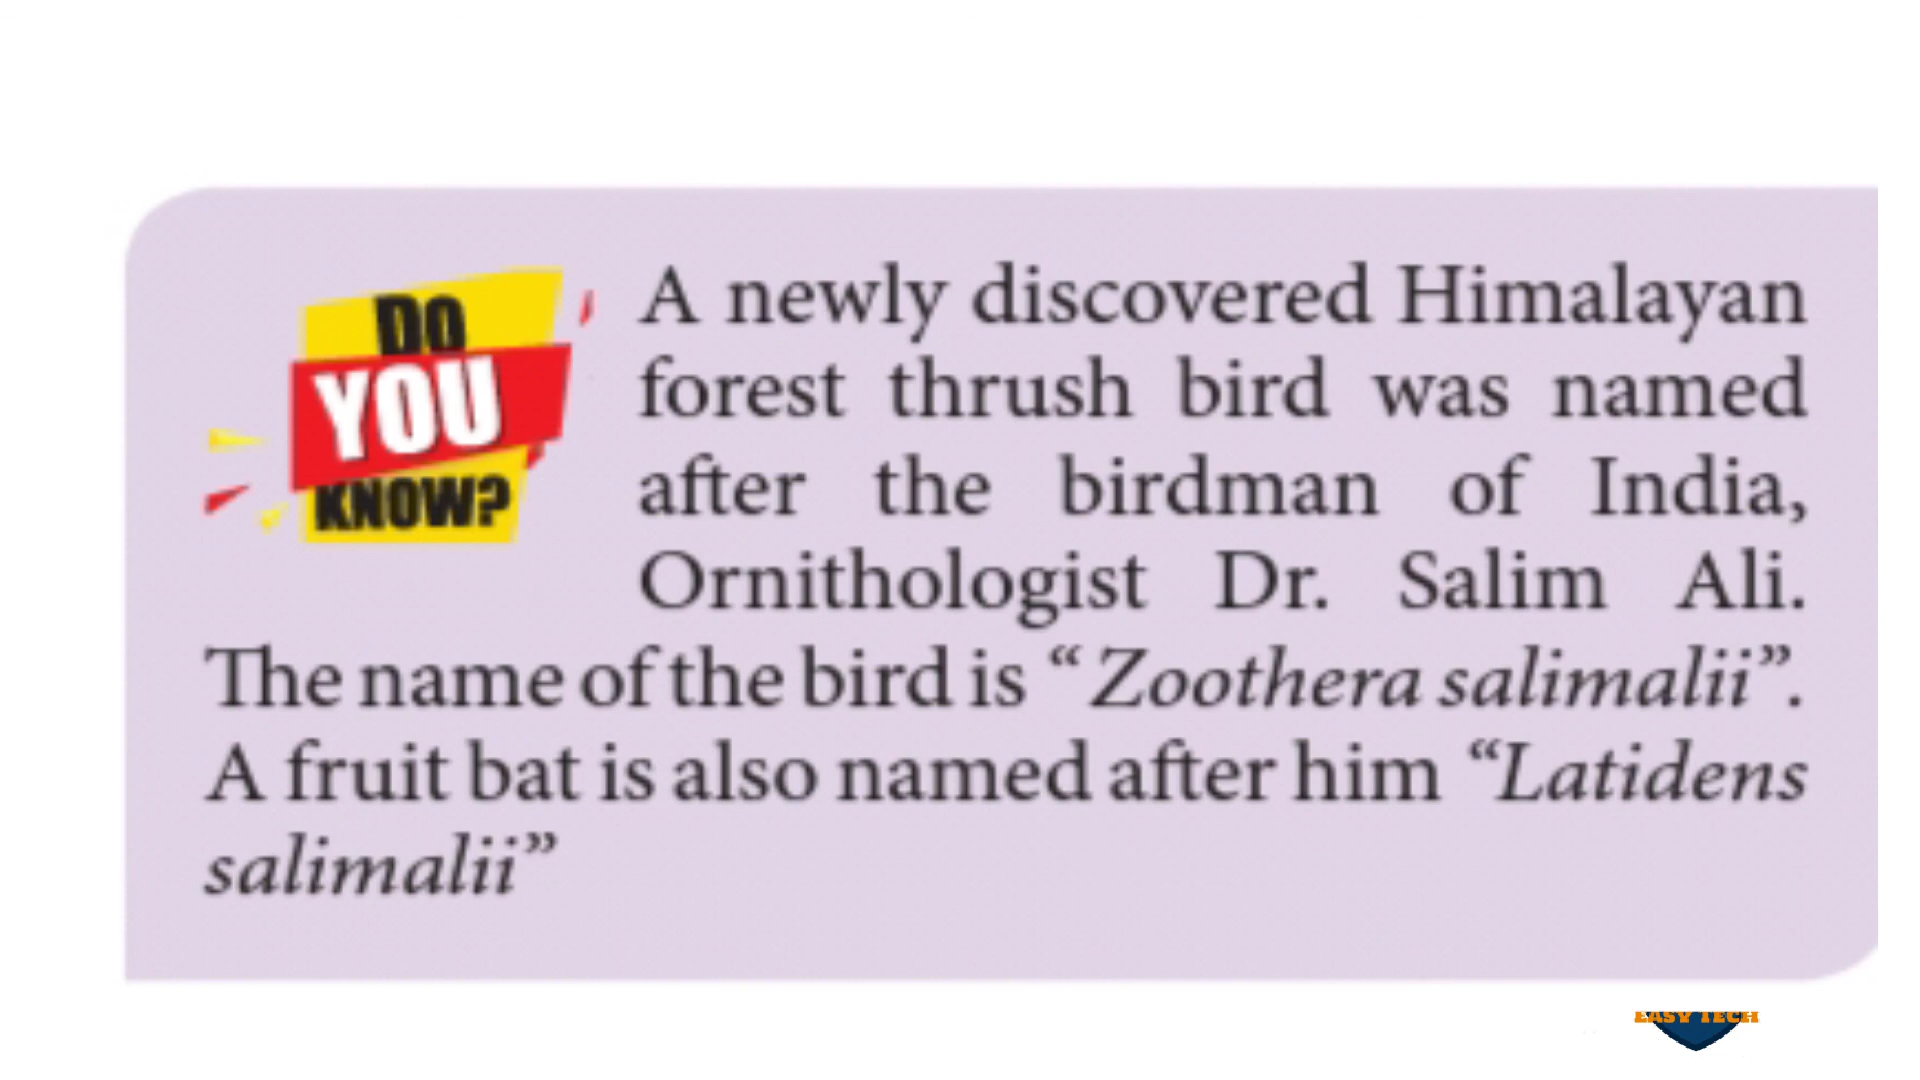 DO
YOU
KNOW?
A newly discovered Himalayan
forest thrush bird was named
after the birdman of India,
Ornithologist Dr. Salim Ali.
The name of the bird is “ Zoothera salimalii”.
A fruit bat is also named after him “Latidens
salimalii”
EASY TECH